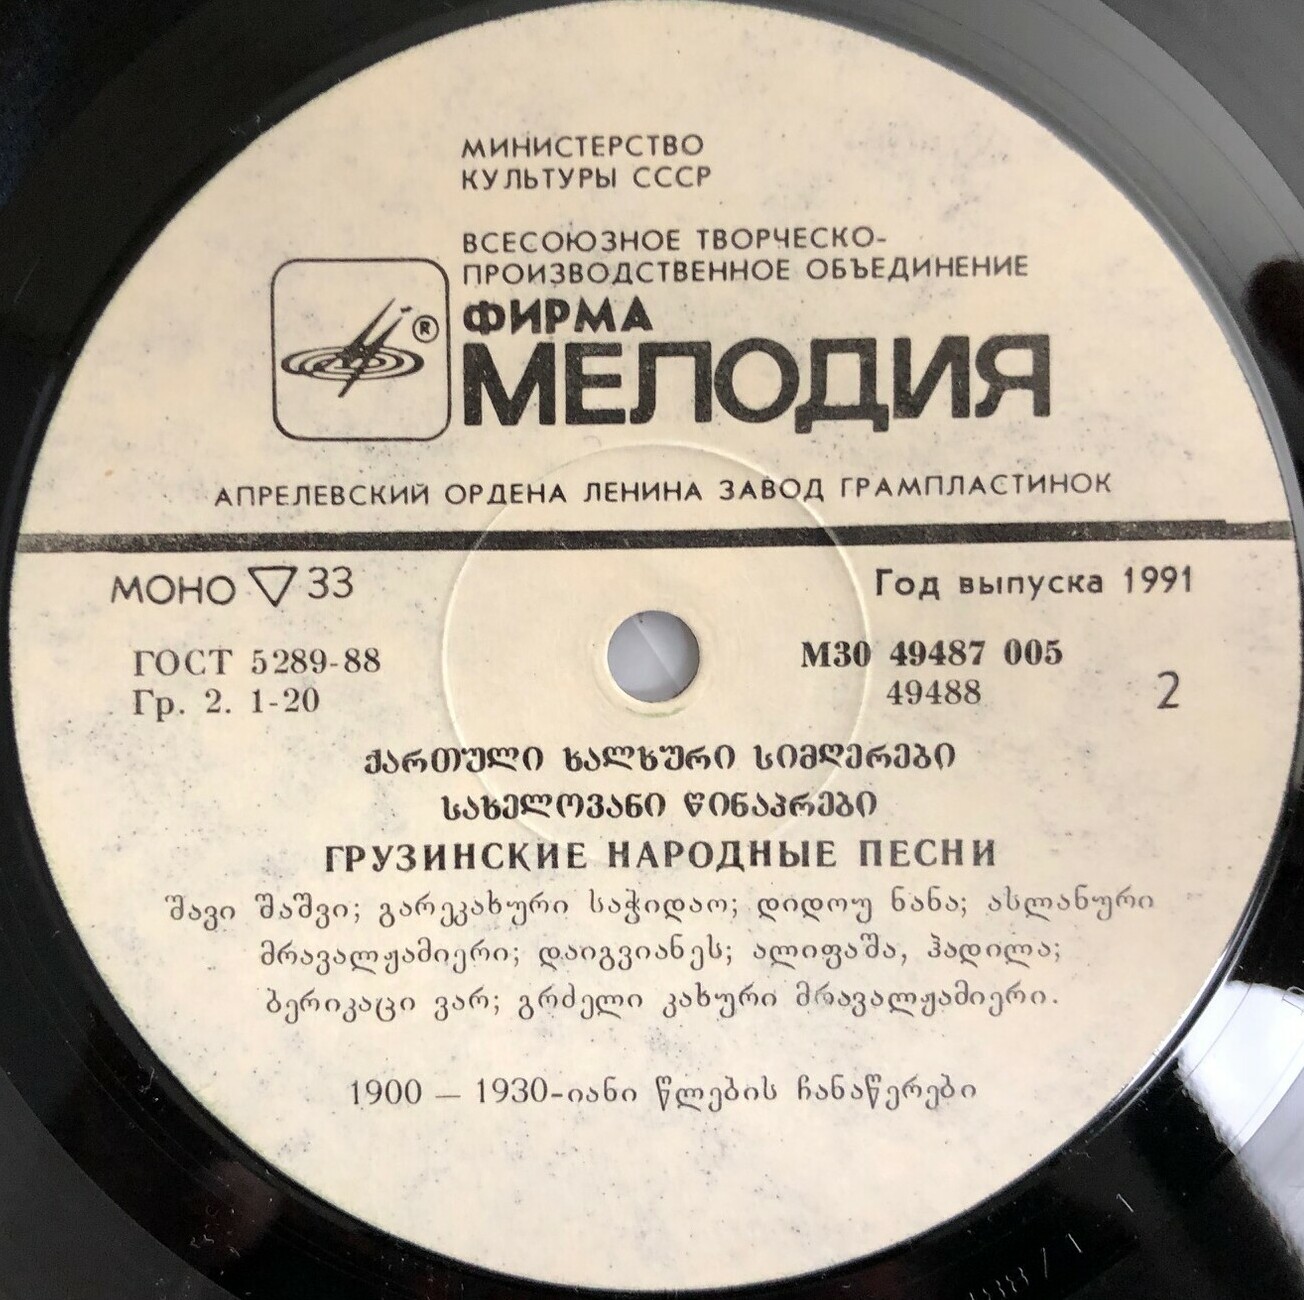 МИНИСТЕРСТВО
КУЛЬТУРЫ СССР
ВСЕСОЮЗНОЕ ТВОРЧЕСКО-
ПРОИЗВОДСТВЕННОЕ ОБЪЕДИНЕНИЕ
ФИРМА
®
МЕЛОДИЯ
АПРЕЛЕВСКИЙ ОРДЕНА ЛЕНИНА ЗАВОД ГРАМПЛАСТИНОК
МОНО ▽ 33
Год выпуска 1991
ГОСТ 5289-88
Гр. 2. 1-20
М30 49487 005
49488
2
ქართული ხალხური სიმღერები
სახელოვანი წინაპრები
ГРУЗИНСКИЕ НАРОДНЫЕ ПЕСНИ
შავი შაშვი; გარეკახური საჭიდაო; დიდოუ ნანა; ასლანური
მრავალჟამიერი; დაიგვიანეს; ალიფაშა, ჰადილა;
ბერიკაცი ვარ; გრძელი კახური მრავალჟამიერი.
1900 — 1930-იანი წლების ჩანაწერები